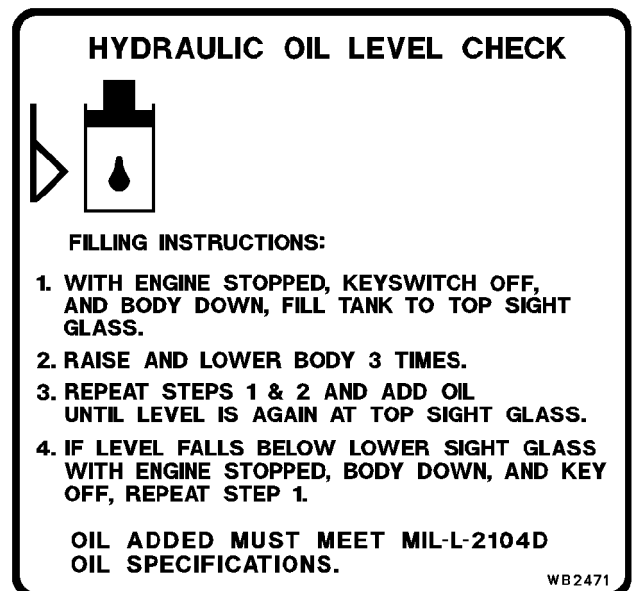 HYDRAULIC OIL LEVEL CHECK
FILLING INSTRUCTIONS:
1. WITH ENGINE STOPPED, KEYSWITCH OFF,
AND BODY DOWN, FILL TANK TO TOP SIGHT
GLASS.
2. RAISE AND LOWER BODY 3 TIMES.
3. REPEAT STEPS 1 & 2 AND ADD OIL
UNTIL LEVEL IS AGAIN AT TOP SIGHT GLASS.
4. IF LEVEL FALLS BELOW LOWER SIGHT GLASS
WITH ENGINE STOPPED, BODY DOWN, AND KEY
OFF, REPEAT STEP 1.
OIL ADDED MUST MEET MIL-L-2104D
OIL SPECIFICATIONS.
WB2471